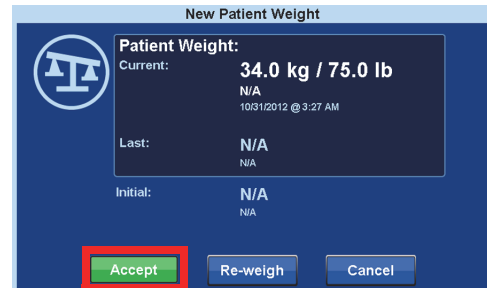 New Patient Weight
Patient Weight:
Current:
34.0 kg / 75.0 lb
N/A
10/31/2012 @ 3:27 AM
Last:
N/A
N/A
Initial:
N/A
N/A
Accept
Re-weigh
Cancel